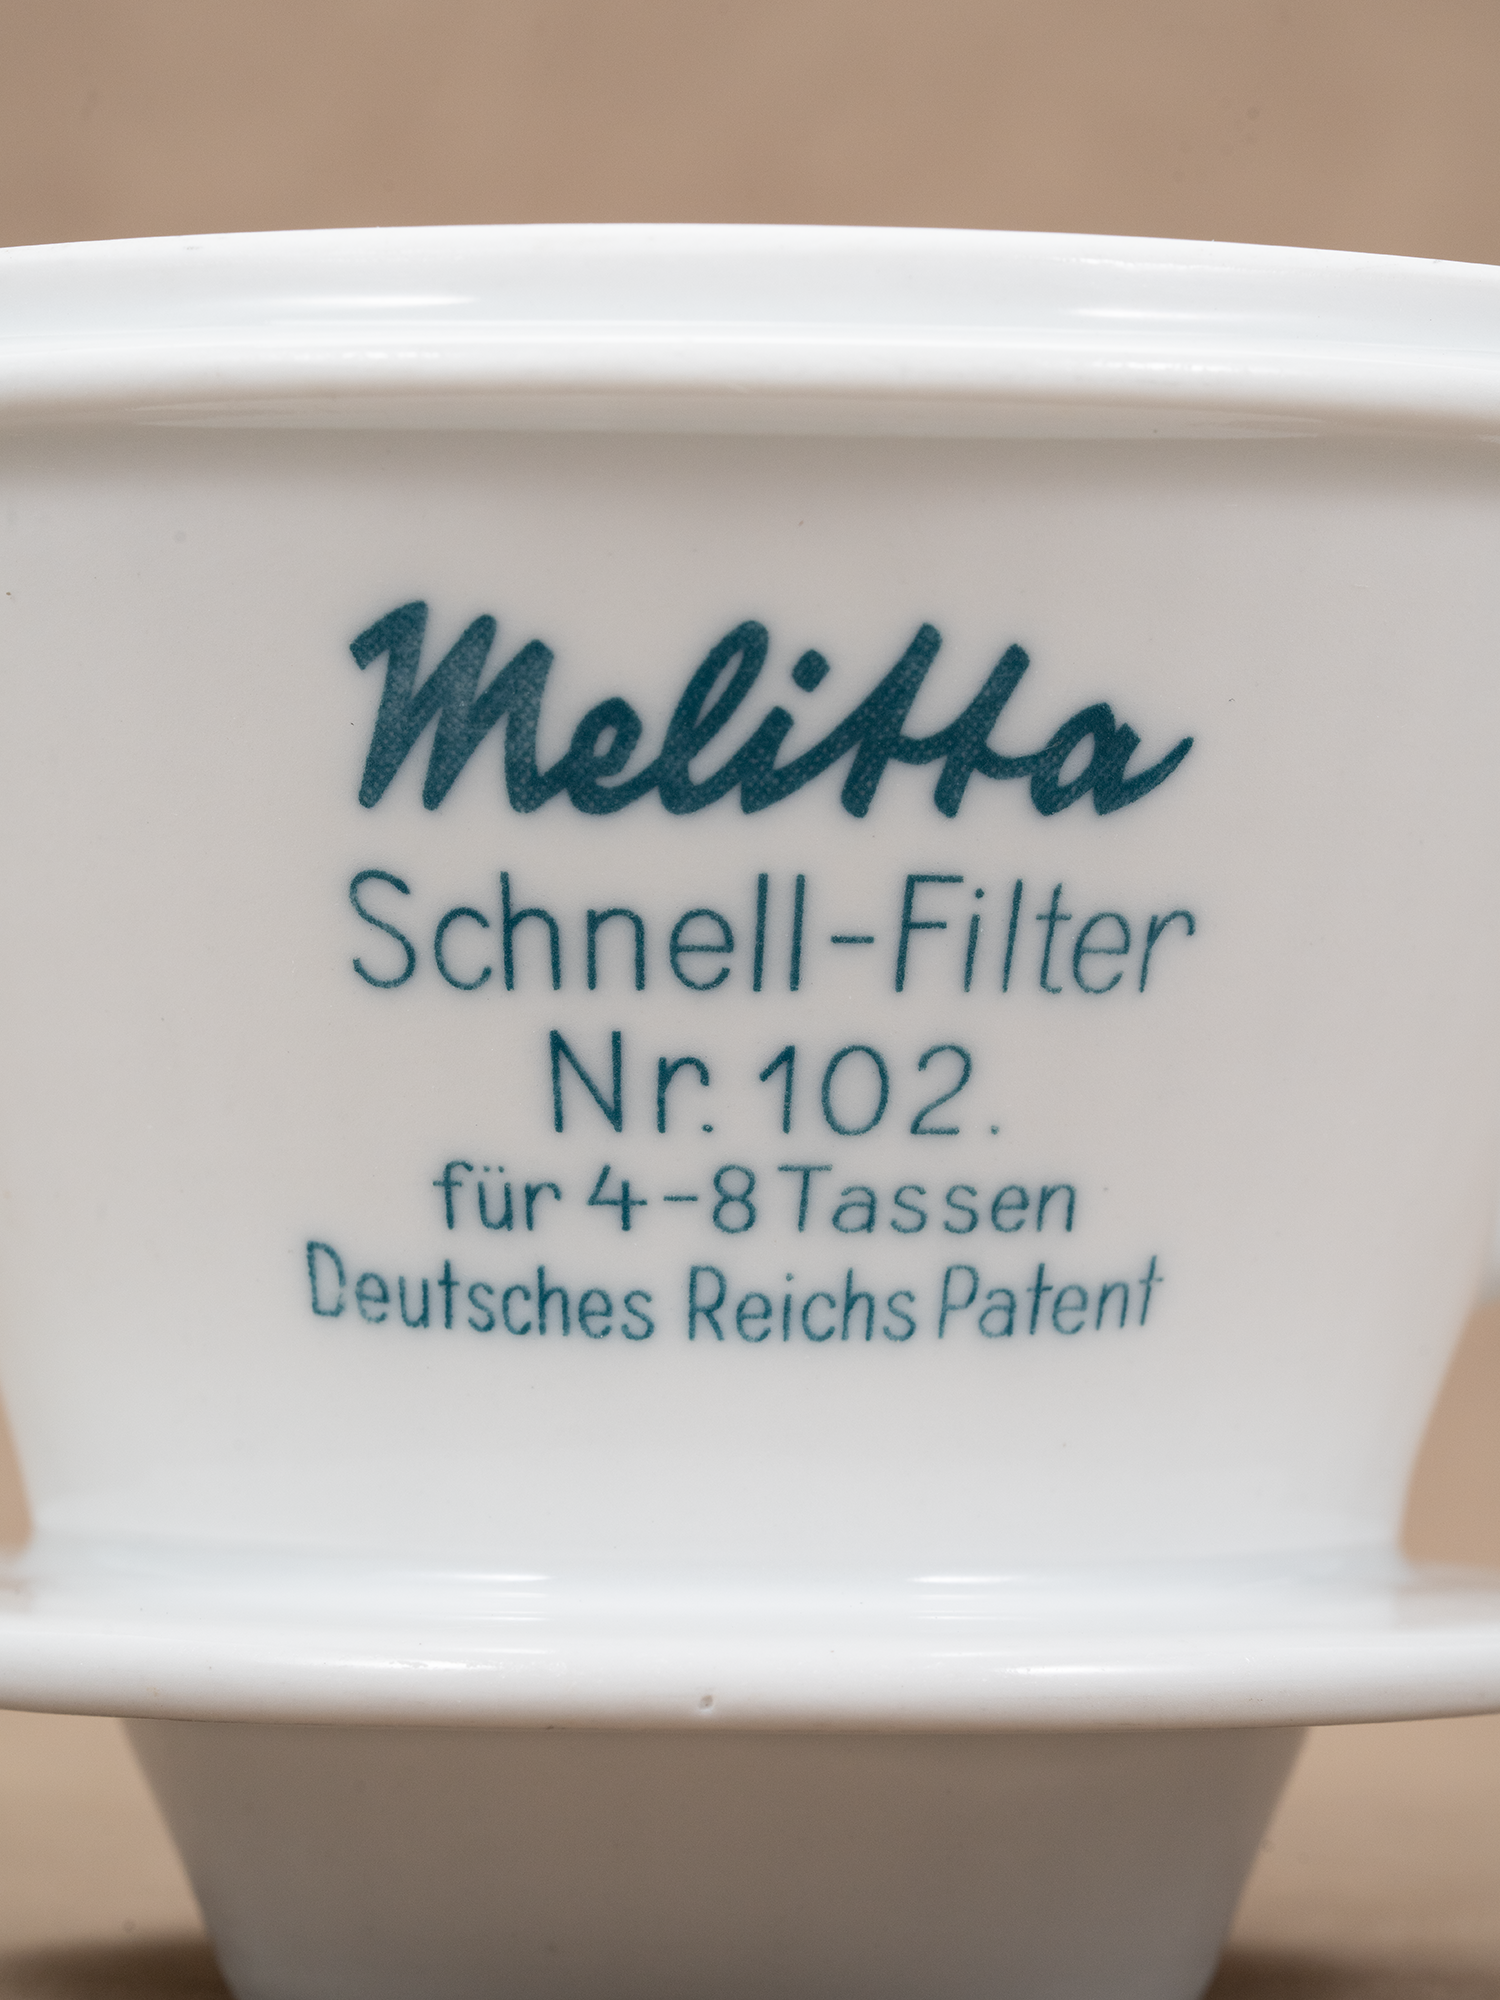 Melitta
Schnell-Filter
Nr. 102.
für 4-8 Tassen
Deutsches Reichs Patent